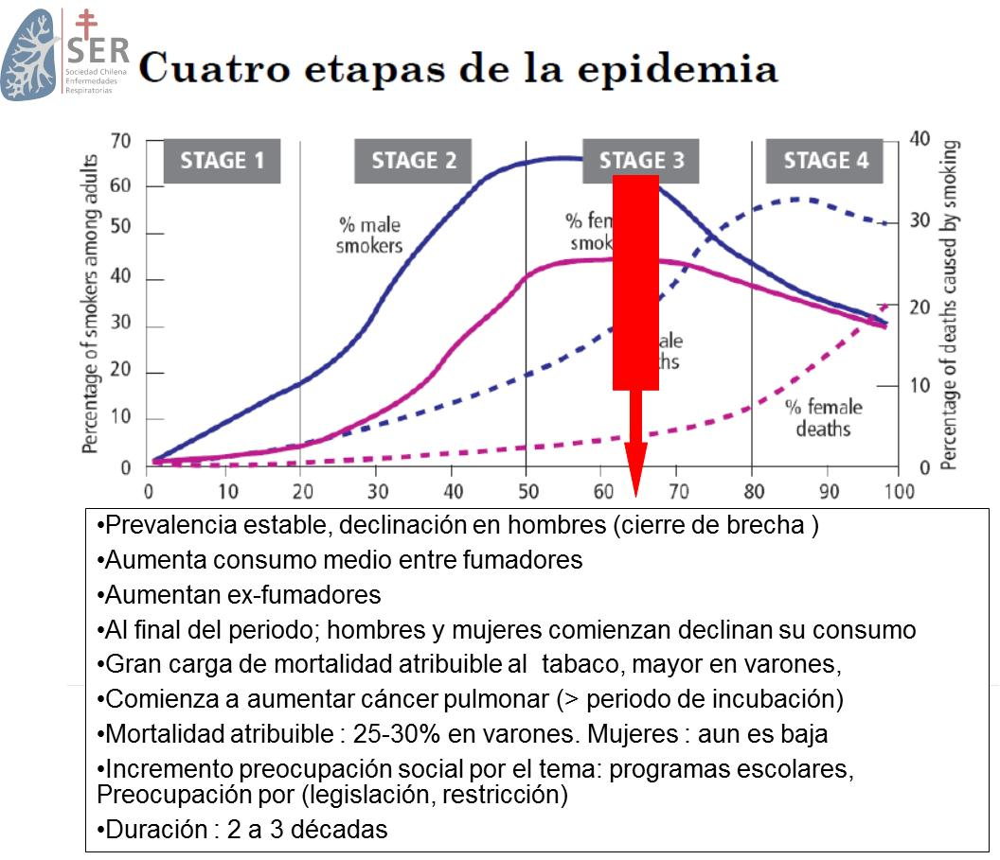 SER
Sociedad Chilena
Enfermedades
Respiratorias
Cuatro etapas de la epidemia
Percentage of smokers among adults
70
60
50
40
30
20
10
0
STAGE 1
STAGE 2
STAGE 3
STAGE 4
% male
smokers
%
% female
deaths
40
30
20
10
0
Percentage of deaths caused by smoking
0 10 20 30 40 50 60 70 80 90 100
•Prevalencia estable, declinación en hombres (cierre de brecha )
•Aumenta consumo medio entre fumadores
•Aumentan ex-fumadores
•Al final del periodo; hombres y mujeres comienzan declinan su consumo
•Gran carga de mortalidad atribuible al  tabaco, mayor en varones,
•Comienza a aumentar cáncer pulmonar (> periodo de incubación)
•Mortalidad atribuible : 25-30% en varones. Mujeres : aun es baja
•Incremento preocupación social por el tema: programas escolares,
Preocupación por (legislación, restricción)
•Duración : 2 a 3 décadas